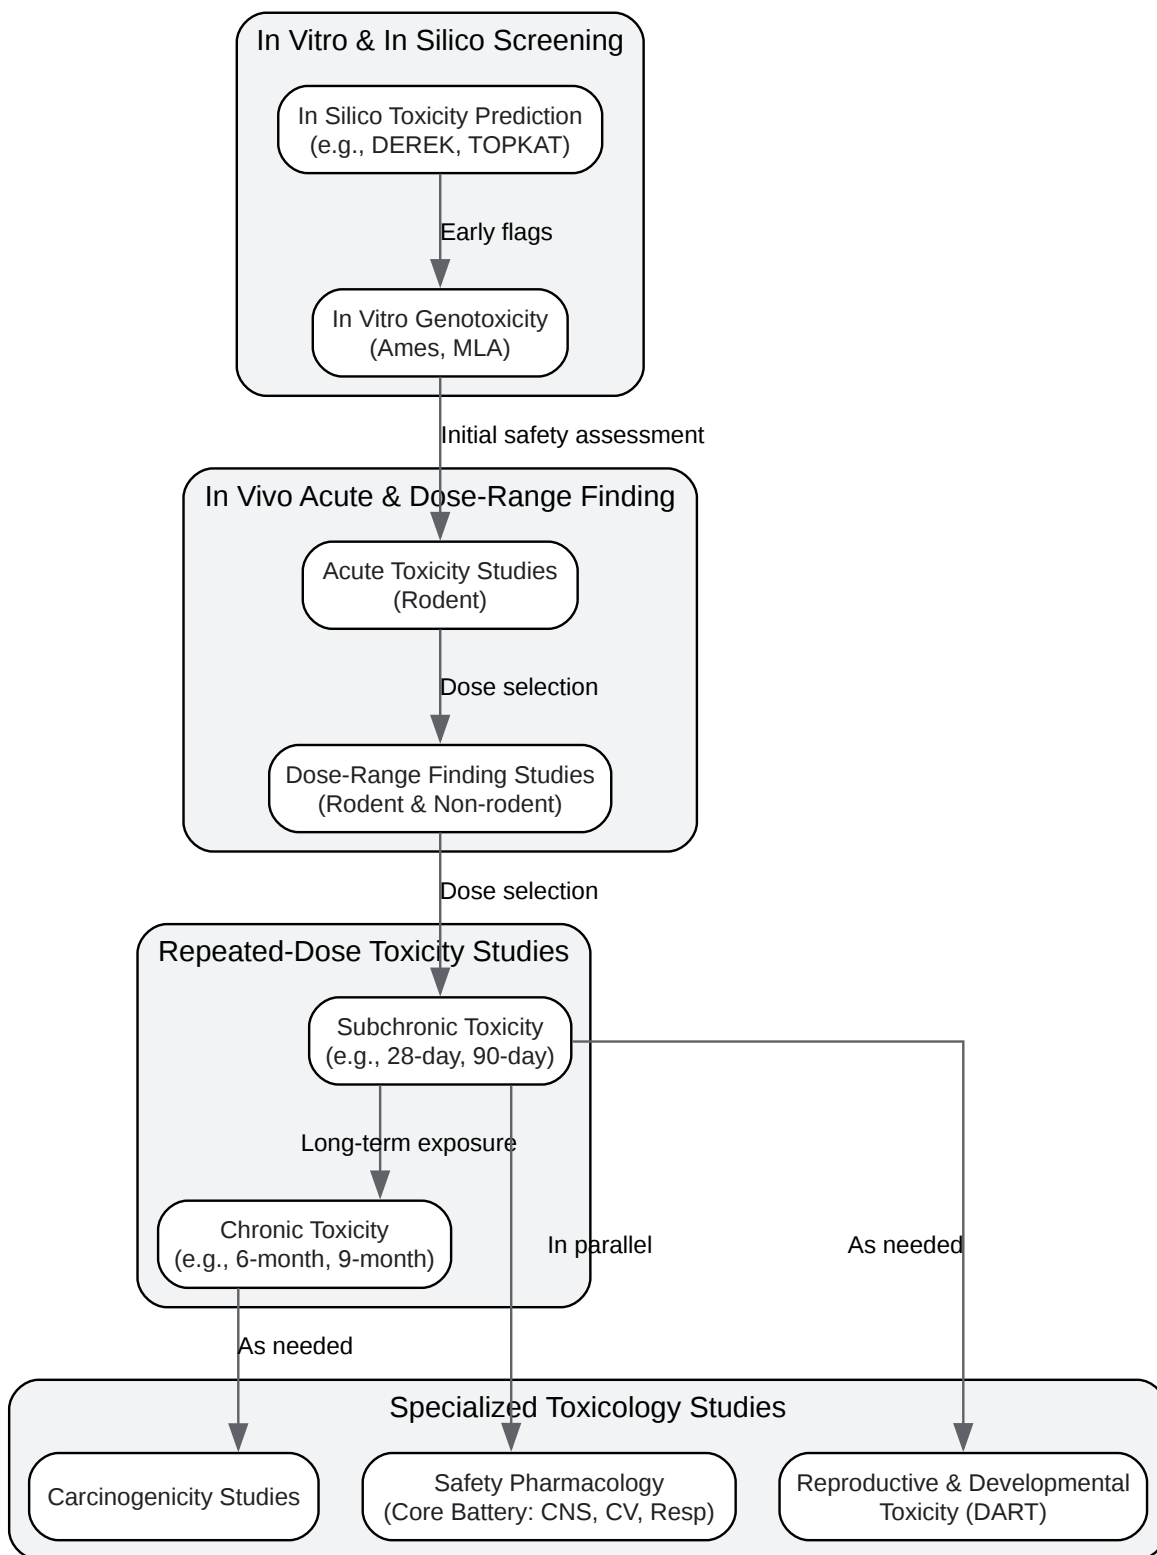 In Vitro & In Silico Screening
In Silico Toxicity Prediction
(e.g., DEREK, TOPKAT)
Early flags
In Vitro Genotoxicity
(Ames, MLA)
Initial safety assessment
In Vivo Acute & Dose-Range Finding
Acute Toxicity Studies
(Rodent)
Dose selection
Dose-Range Finding Studies
(Rodent & Non-rodent)
Dose selection
Repeated-Dose Toxicity Studies
Subchronic Toxicity
(e.g., 28-day, 90-day)
Long-term exposure
Chronic Toxicity
(e.g., 6-month, 9-month)
In parallel
As needed
As needed
Specialized Toxicology Studies
Carcinogenicity Studies
Safety Pharmacology
(Core Battery: CNS, CV, Resp)
Reproductive & Developmental
Toxicity (DART)